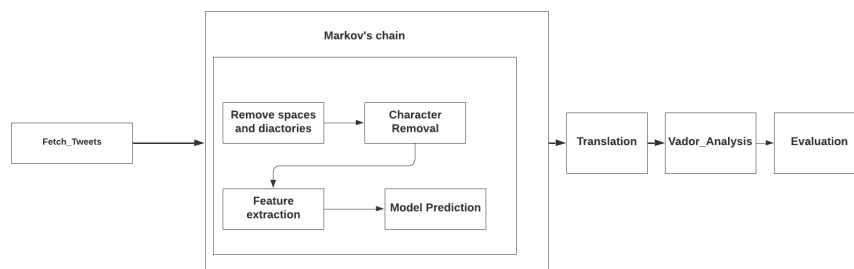 Markov's chain
Remove spaces
and diactories
Character
Removal
Fetch_Tweets
Translation
Vador_Analysis
Evaluation
Feature
extraction
Model Prediction